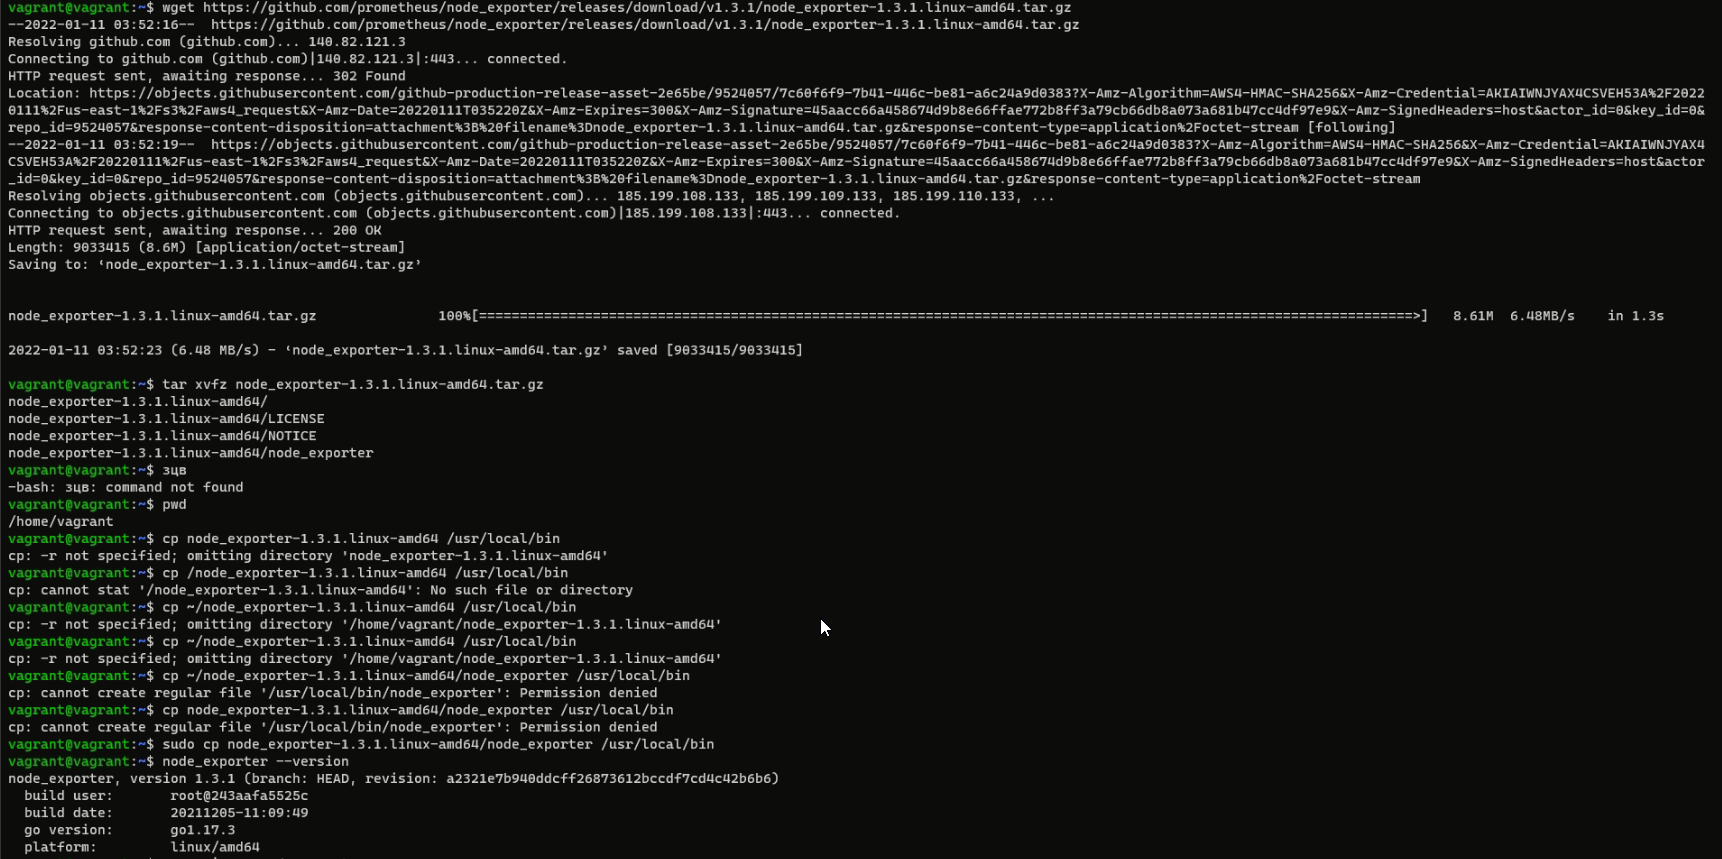 vagrant@vagrant:~$ wget https://github.com/prometheus/node_exporter/releases/download/v1.3.1/node_exporter-1.3.1.linux-amd64.tar.gz
--2022-01-11 03:52:16--  https://github.com/prometheus/node_exporter/releases/download/v1.3.1/node_exporter-1.3.1.linux-amd64.tar.gz
Resolving github.com (github.com)... 140.82.121.3
Connecting to github.com (github.com)|140.82.121.3|:443... connected.
HTTP request sent, awaiting response... 302 Found
Location: https://objects.githubusercontent.com/github-production-release-asset-2e65be/9524057/7c60f6f9-7b41-446c-be81-a6c24a9d0383?X-Amz-Algorithm=AWS4-HMAC-SHA256&X-Amz-Credential=AKIAIWNJYAX4CSVEH53A%2F2022
0111%2Fus-east-1%2Fs3%2Faws4_request&X-Amz-Date=20220111T035220Z&X-Amz-Expires=300&X-Amz-Signature=45aacc66a458674d9b8e66ffae772b8ff3a79cb66db8a073a681b47cc4df97e9&X-Amz-SignedHeaders=host&actor_id=0&key_id=0&
repo_id=9524057&response-content-disposition=attachment%3B%20filename%3Dnode_exporter-1.3.1.linux-amd64.tar.gz&response-content-type=application%2Foctet-stream [following]
--2022-01-11 03:52:19--  https://objects.githubusercontent.com/github-production-release-asset-2e65be/9524057/7c60f6f9-7b41-446c-be81-a6c24a9d0383?X-Amz-Algorithm=AWS4-HMAC-SHA256&X-Amz-Credential=AKIAIWNJYAX4
CSVEH53A%2F20220111%2Fus-east-1%2Fs3%2Faws4_request&X-Amz-Date=20220111T035220Z&X-Amz-Expires=300&X-Amz-Signature=45aacc66a458674d9b8e66ffae772b8ff3a79cb66db8a073a681b47cc4df97e9&X-Amz-SignedHeaders=host&actor
_id=0&key_id=0&repo_id=9524057&response-content-disposition=attachment%3B%20filename%3Dnode_exporter-1.3.1.linux-amd64.tar.gz&response-content-type=application%2Foctet-stream
Resolving objects.githubusercontent.com (objects.githubusercontent.com)... 185.199.108.133, 185.199.109.133, 185.199.110.133, ...
Connecting to objects.githubusercontent.com (objects.githubusercontent.com)|185.199.108.133|:443... connected.
HTTP request sent, awaiting response... 200 OK
Length: 9033415 (8.6M) [application/octet-stream]
Saving to: ‘node_exporter-1.3.1.linux-amd64.tar.gz’
node_exporter-1.3.1.linux-amd64.tar.gz               100%[===================================================================================================================>]   8.61M  6.48MB/s    in 1.3s
2022-01-11 03:52:23 (6.48 MB/s) - ‘node_exporter-1.3.1.linux-amd64.tar.gz’ saved [9033415/9033415]
vagrant@vagrant:~$ tar xvfz node_exporter-1.3.1.linux-amd64.tar.gz
node_exporter-1.3.1.linux-amd64/
node_exporter-1.3.1.linux-amd64/LICENSE
node_exporter-1.3.1.linux-amd64/NOTICE
node_exporter-1.3.1.linux-amd64/node_exporter
vagrant@vagrant:~$ зцв
-bash: зцв: command not found
vagrant@vagrant:~$ pwd
/home/vagrant
vagrant@vagrant:~$ cp node_exporter-1.3.1.linux-amd64 /usr/local/bin
cp: -r not specified; omitting directory 'node_exporter-1.3.1.linux-amd64'
vagrant@vagrant:~$ cp /node_exporter-1.3.1.linux-amd64 /usr/local/bin
cp: cannot stat '/node_exporter-1.3.1.linux-amd64': No such file or directory
vagrant@vagrant:~$ cp ~/node_exporter-1.3.1.linux-amd64 /usr/local/bin
cp: -r not specified; omitting directory '/home/vagrant/node_exporter-1.3.1.linux-amd64'
vagrant@vagrant:~$ cp ~/node_exporter-1.3.1.linux-amd64 /usr/local/bin
cp: -r not specified; omitting directory '/home/vagrant/node_exporter-1.3.1.linux-amd64'
vagrant@vagrant:~$ cp ~/node_exporter-1.3.1.linux-amd64/node_exporter /usr/local/bin
cp: cannot create regular file '/usr/local/bin/node_exporter': Permission denied
vagrant@vagrant:~$ cp node_exporter-1.3.1.linux-amd64/node_exporter /usr/local/bin
cp: cannot create regular file '/usr/local/bin/node_exporter': Permission denied
vagrant@vagrant:~$ sudo cp node_exporter-1.3.1.linux-amd64/node_exporter /usr/local/bin
vagrant@vagrant:~$ node_exporter --version
node_exporter, version 1.3.1 (branch: HEAD, revision: a2321e7b940ddcff26873612bccdf7cd4c42b6b6)
  build user:       root@243aafa5525c
  build date:       20211205-11:09:49
  go version:       go1.17.3
  platform:         linux/amd64